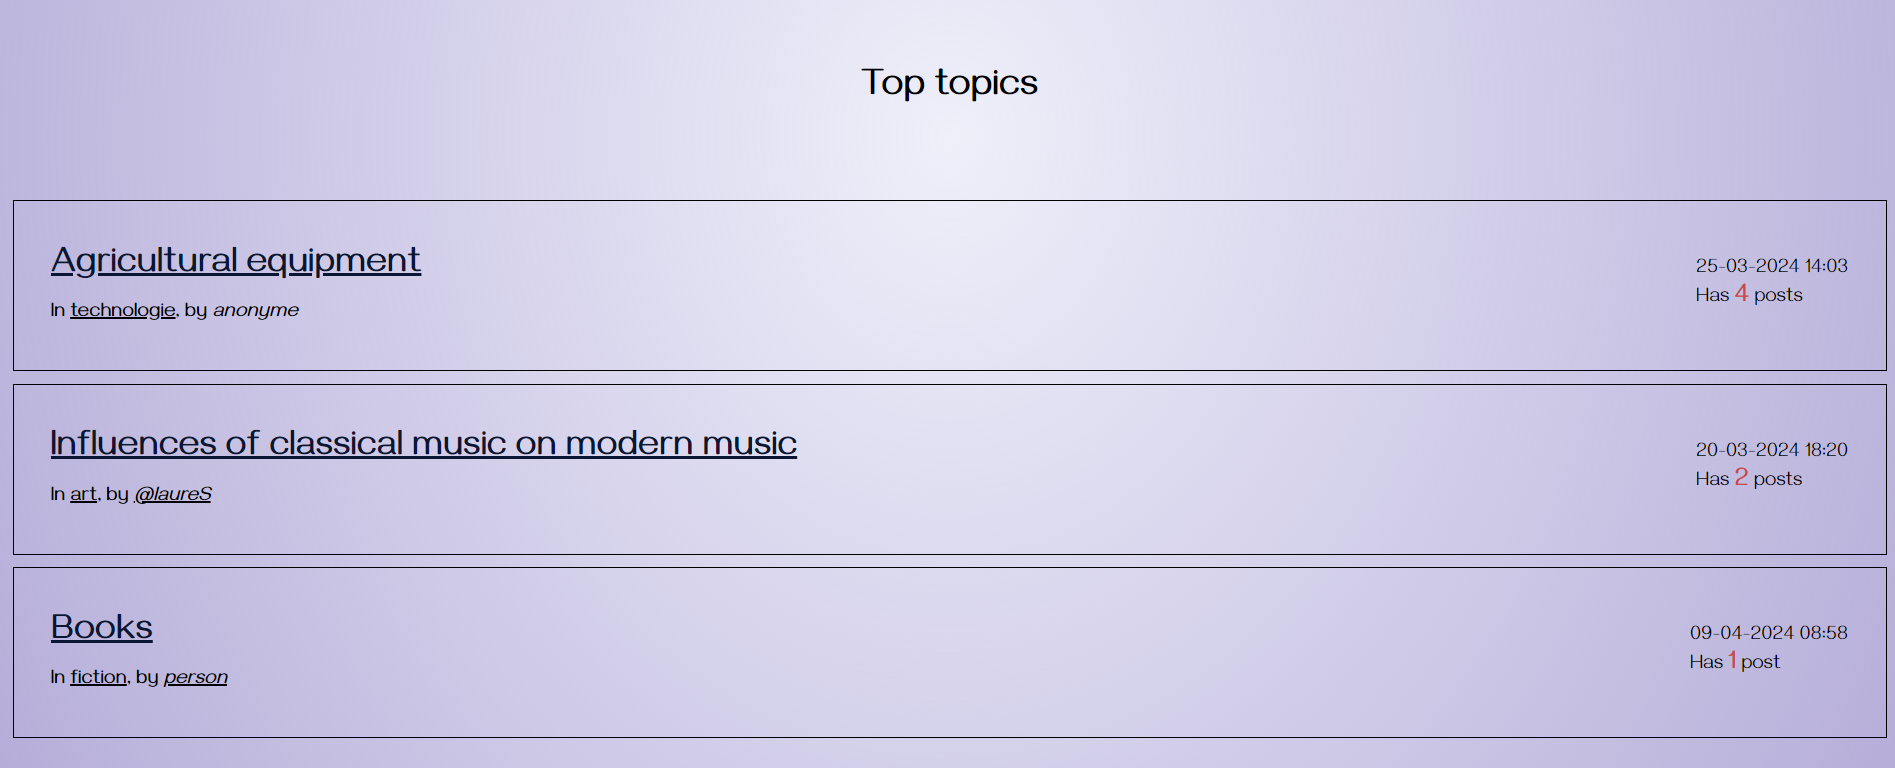 Top topics
Agricultural equipment
In technologie, by anonyme
25-03-2024 14:03
Has 4 posts
Influences of classical music on modern music
In art, by @laureS
20-03-2024 18:20
Has 2 posts
Books
In fiction, by person
09-04-2024 08:58
Has 1 post